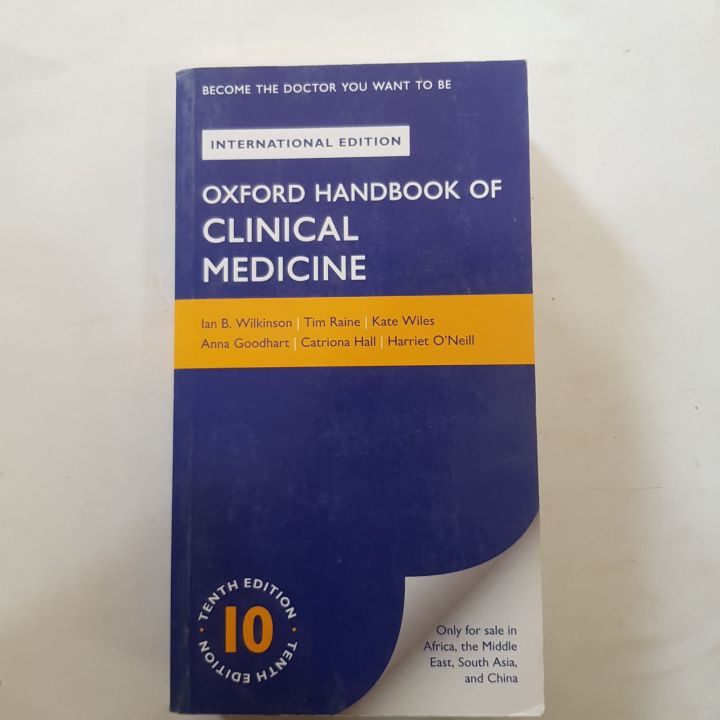 BECOME THE DOCTOR YOU WANT TO BE
INTERNATIONAL EDITION
OXFORD HANDBOOK OF
CLINICAL
MEDICINE
Ian B. Wilkinson | Tim Raine | Kate Wiles
Anna Goodhart | Catriona Hall | Harriet O'Neill
TENTH EDITION
10
TENTH EDITION
Only for sale in
Africa, the Middle
East, South Asia,
and China